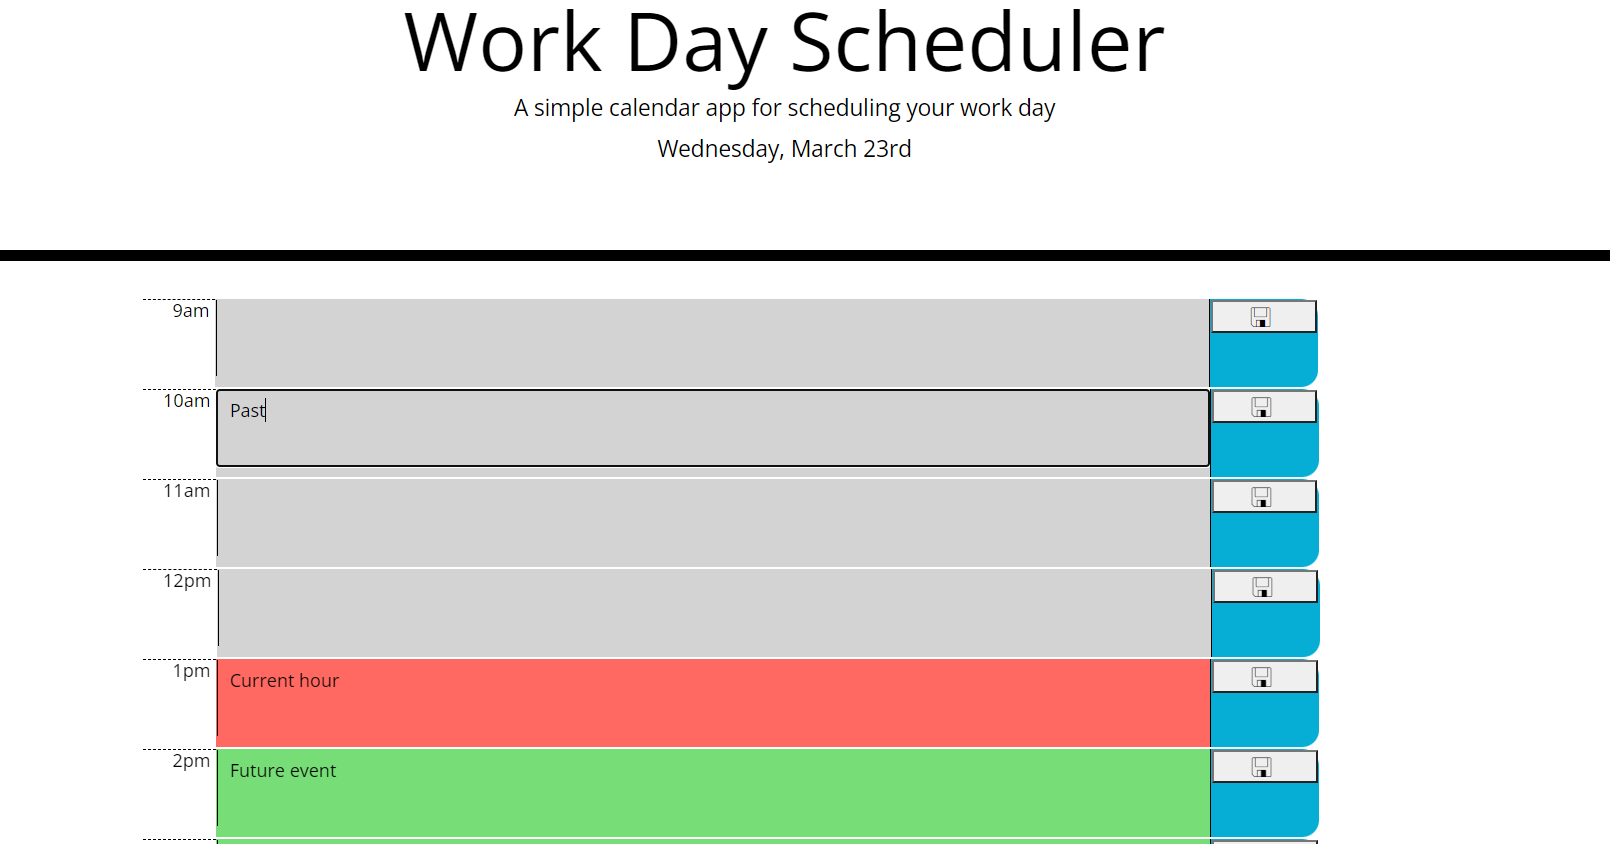 Work Day Scheduler
A simple calendar app for scheduling your work day
Wednesday, March 23rd
9am
10am
Past
11am
12pm
1pm
Current hour
2pm
Future event